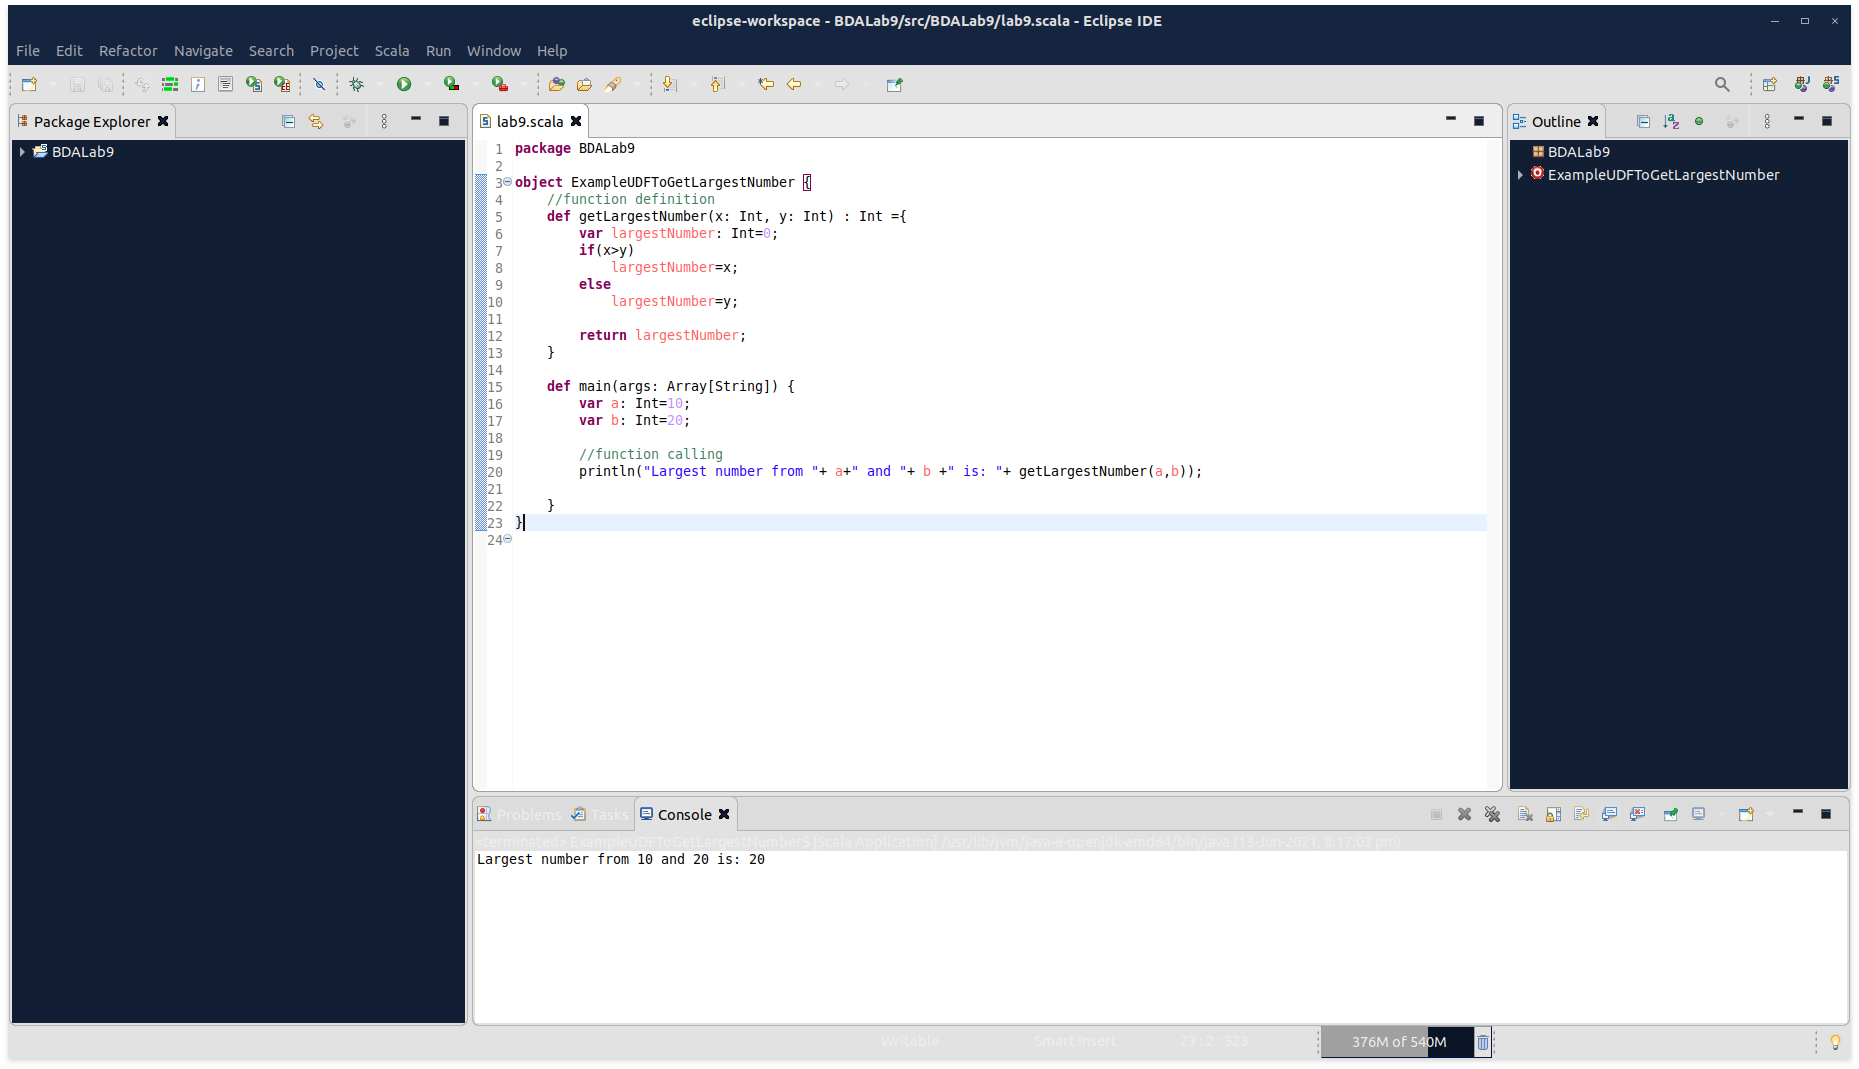 eclipse-workspace - BDALab9/src/BDALab9/lab9.scala - Eclipse IDE
File Edit Refactor Navigate Search Project Scala Run Window Help
Package Explorer
BDALab9
lab9.scala
1 package BDALab9
2
3 object ExampleUDFToGetLargestNumber {
4     //function definition
5     def getLargestNumber(x: Int, y: Int) : Int ={
6         var largestNumber: Int=0;
7         if(x>y)
8             largestNumber=x;
9         else
10             largestNumber=y;
11
12         return largestNumber;
13     }
14
15     def main(args: Array[String]) {
16         var a: Int=10;
17         var b: Int=20;
18
19         //function calling
20         println("Largest number from "+ a+" and "+ b +" is: "+ getLargestNumber(a,b));
21
22     }
23 }
24
Outline
BDALab9
ExampleUDFToGetLargestNumber
Problems Tasks Console
<terminated> ExampleUDFToGetLargestNumber$ [Scala Application] /usr/lib/jvm/java-8-openjdk-amd64/bin/java (13-Jun-2021, 8:17:03 pm)
Largest number from 10 and 20 is: 20
Writable Smart Insert 23 : 2 : 523 376M of 540M